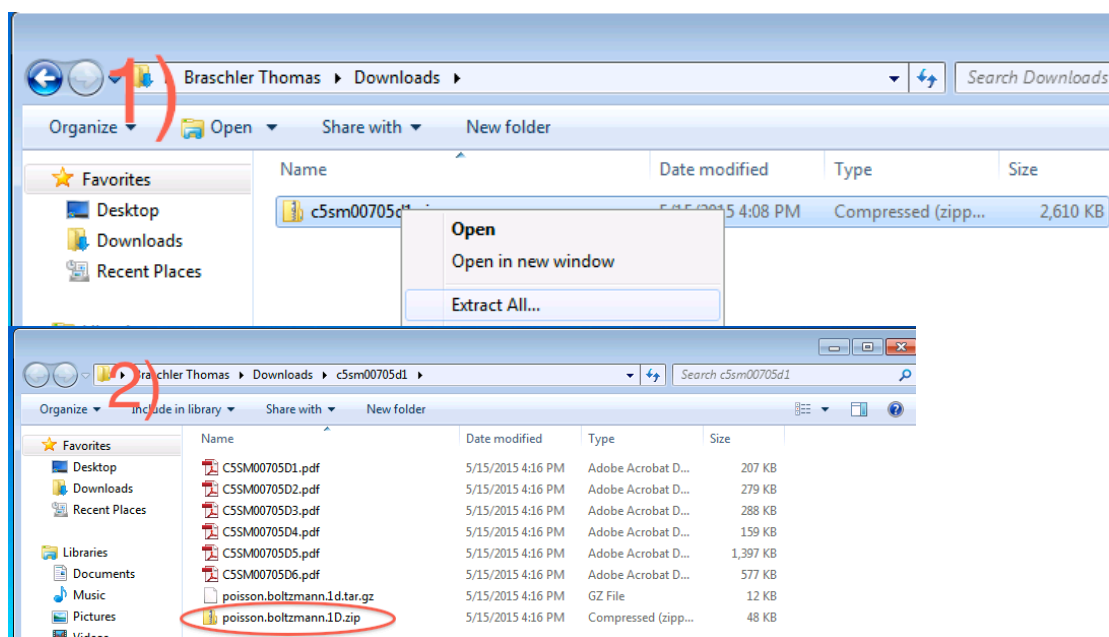 1)
Braschler Thomas Downloads
Search Downloads
Organize Open Share with New folder
Name Date modified Type Size
Favorites
Desktop
Downloads
Recent Places
5/15/2015 4:08 PM Compressed (zipp... 2,610 KB
Open
Open in new window
Extract All...
2)
Braschler Thomas Downloads c5sm00705d1
Search c5sm00705d1
Organize Include in library Share with New folder
Name Date modified Type Size
Favorites
Desktop
Downloads
Recent Places
Libraries
Documents
Music
Pictures
C5SM00705D1.pdf 5/15/2015 4:16 PM Adobe Acrobat D... 207 KB
C5SM00705D2.pdf 5/15/2015 4:16 PM Adobe Acrobat D... 279 KB
C5SM00705D3.pdf 5/15/2015 4:16 PM Adobe Acrobat D... 288 KB
C5SM00705D4.pdf 5/15/2015 4:16 PM Adobe Acrobat D... 159 KB
C5SM00705D5.pdf 5/15/2015 4:16 PM Adobe Acrobat D... 1,397 KB
C5SM00705D6.pdf 5/15/2015 4:16 PM Adobe Acrobat D... 577 KB
poisson.boltzmann.1d.tar.gz 5/15/2015 4:16 PM GZ File 12 KB
poisson.boltzmann.1D.zip 5/15/2015 4:16 PM Compressed (zipp... 48 KB